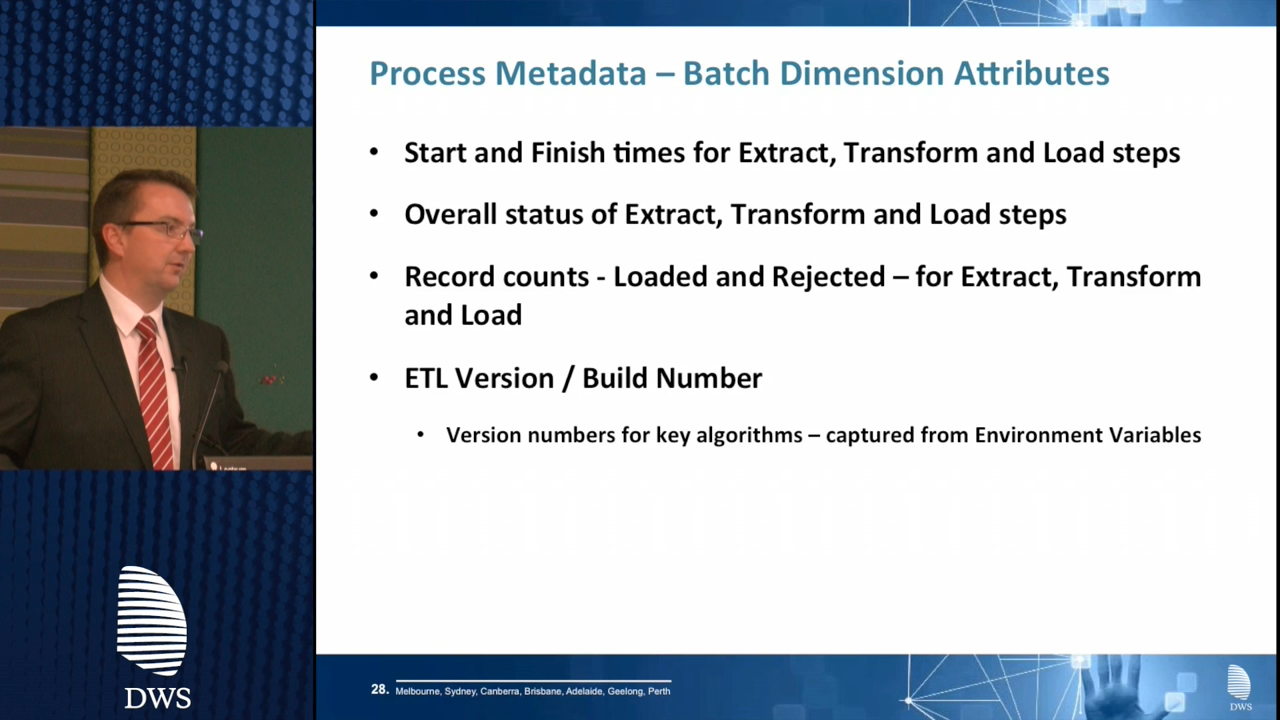 Process Metadata – Batch Dimension Attributes
• Start and Finish times for Extract, Transform and Load steps
• Overall status of Extract, Transform and Load steps
• Record counts - Loaded and Rejected – for Extract, Transform
and Load
• ETL Version / Build Number
• Version numbers for key algorithms – captured from Environment Variables
DWS
28. Melbourne, Sydney, Canberra, Brisbane, Adelaide, Geelong, Perth
DWS